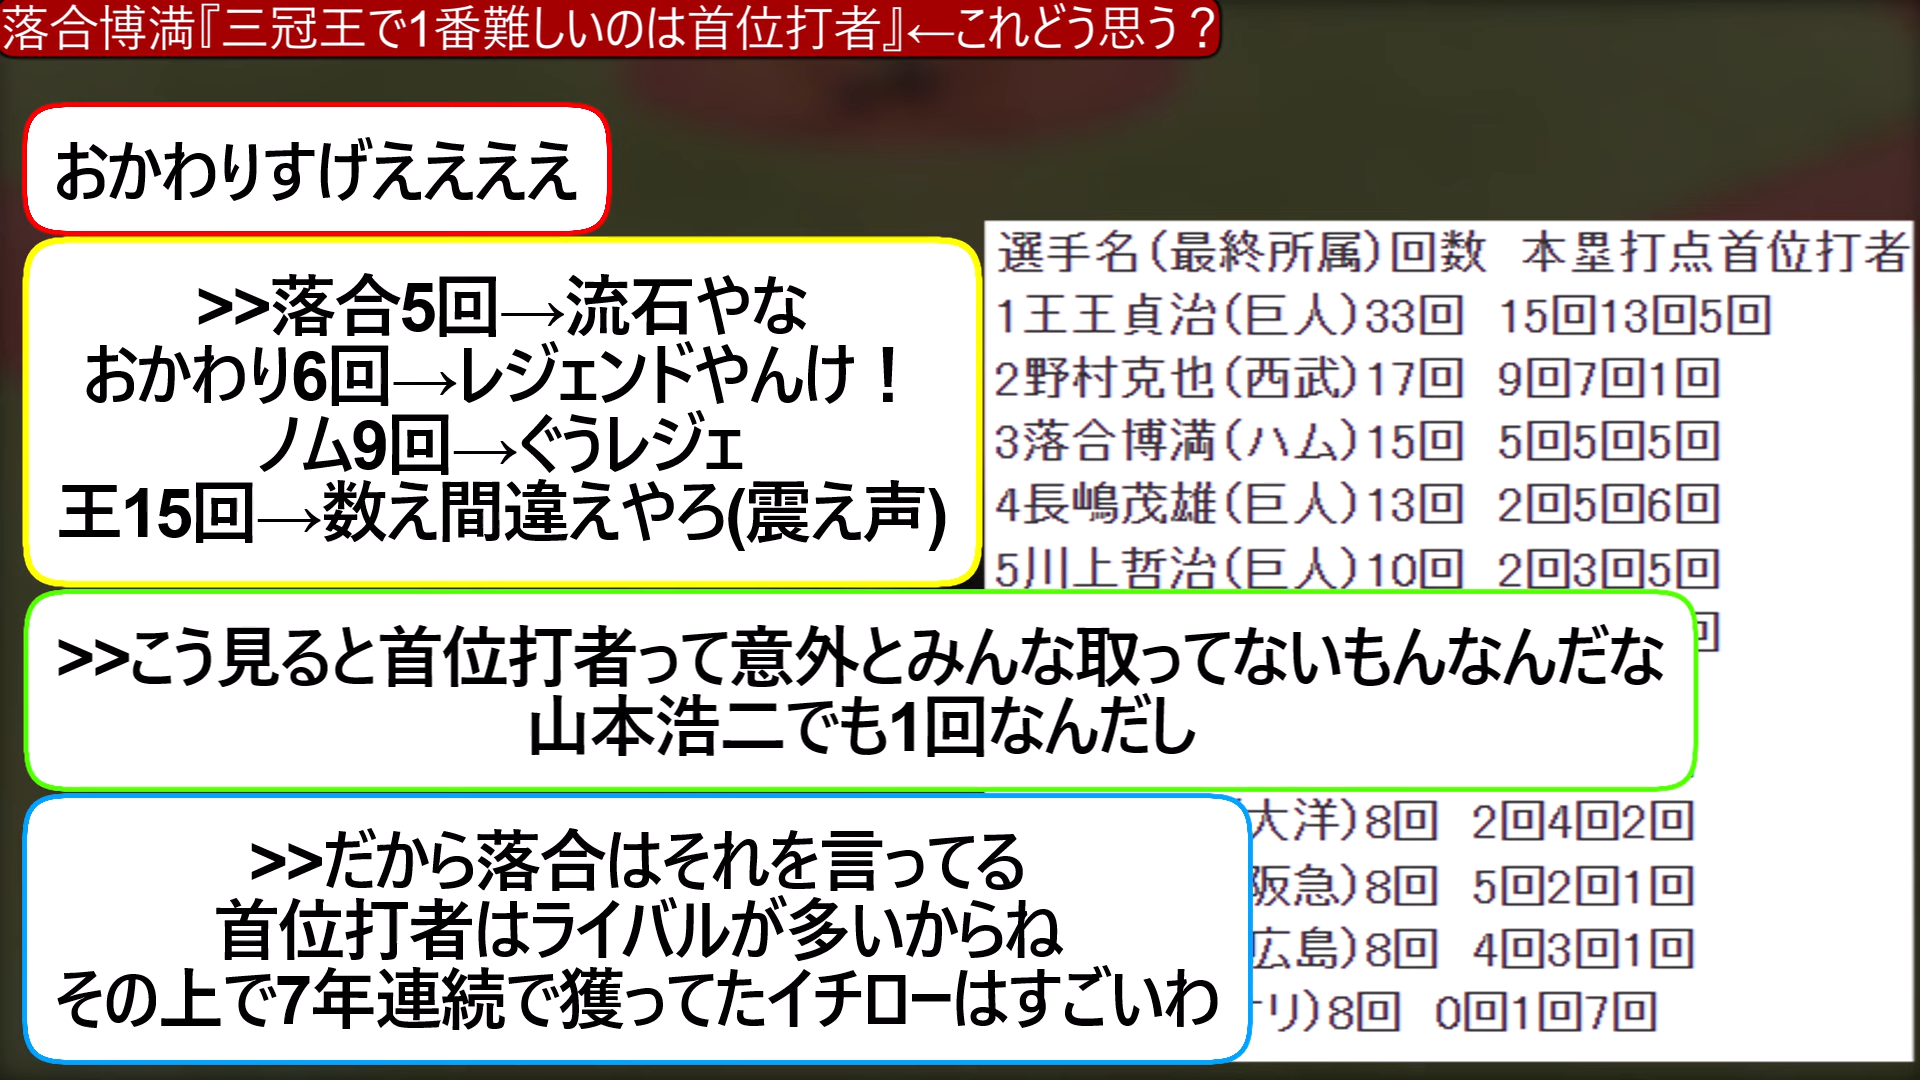 落合博満『三冠王で1番難しいのは首位打者』←これどう思う？
おかわりすげええええ
>>落合5回→流石やな
おかわり6回→レジェンドやんけ！
ノム9回→ぐうレジェ
王15回→数え間違えやろ(震え声)
>>こう見ると首位打者って意外とみんな取ってないもんなんだな
山本浩二でも1回なんだし
>>だから落合はそれを言ってる
首位打者はライバルが多いからね
その上で7年連続で獲ってたイチローはすごいわ
選手名(最終所属)回数 本塁打点首位打者
1王王貞治(巨人)33回 15回13回5回
2野村克也(西武)17回 9回7回1回
3落合博満(ハム)15回 5回5回5回
4長嶋茂雄(巨人)13回 2回5回6回
5川上哲治(巨人)10回 2回3回5回
回
大洋)8回 2回4回2回
阪急)8回 5回2回1回
広島)8回 4回3回1回
リ)8回 0回1回7回